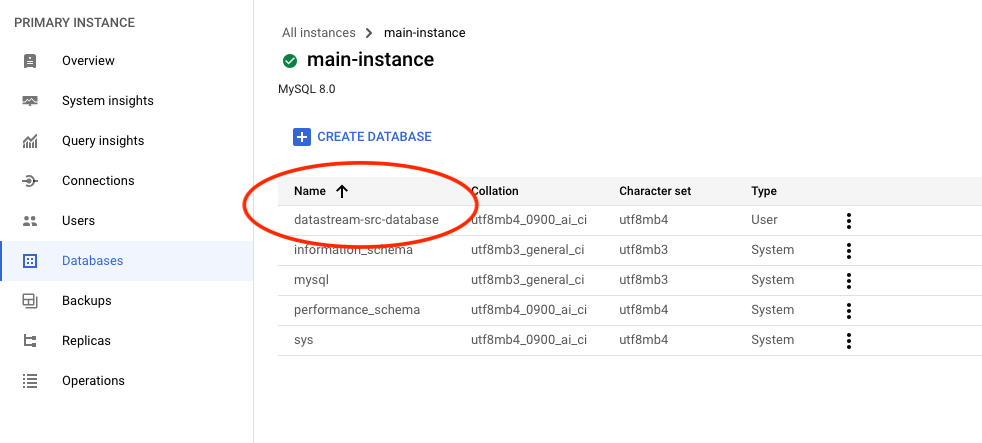 PRIMARY INSTANCE
Overview
System insights
Query insights
Connections
Users
Databases
Backups
Replicas
Operations
All instances main-instance
main-instance
MySQL 8.0
CREATE DATABASE
Name Collation Character set Type
datastream-src-database utf8mb4_0900_ai_ci utf8mb4 User
information_schema utf8mb3_general_ci utf8mb3 System
mysql utf8mb3_general_ci utf8mb3 System
performance_schema utf8mb4_0900_ai_ci utf8mb4 System
sys utf8mb4_0900_ai_ci utf8mb4 System